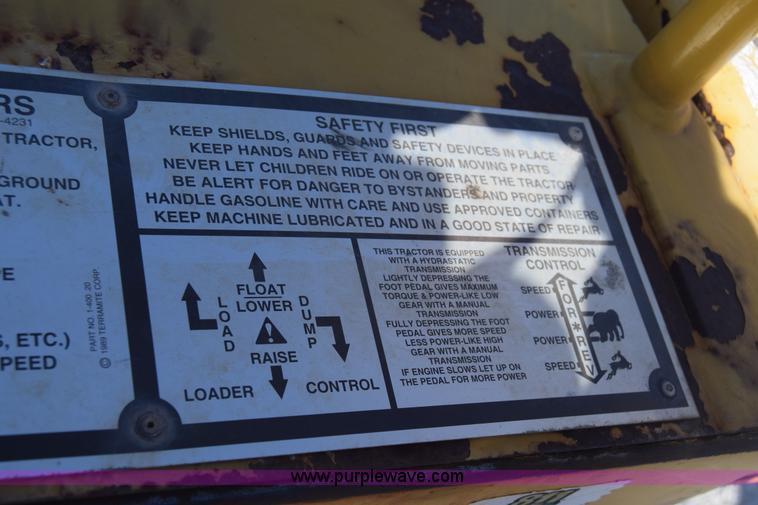 RS
-4231
TRACTOR,
GROUND
AT.
PE
S, ETC.)
PEED
PART NO. 1-400 .20
© 1989 TERRAMITE CORP.
SAFETY FIRST
KEEP SHIELDS, GUARDS AND SAFETY DEVICES IN PLACE
KEEP HANDS AND FEET AWAY FROM MOVING PARTS
NEVER LET CHILDREN RIDE ON OR OPERATE THE TRACTOR
BE ALERT FOR DANGER TO BYSTANDERS AND PROPERTY
HANDLE GASOLINE WITH CARE AND USE APPROVED CONTAINERS
KEEP MACHINE LUBRICATED AND IN A GOOD STATE OF REPAIR
FLOAT
LOWER
LOAD
DUMP
RAISE
LOADER CONTROL
THIS TRACTOR IS EQUIPPED
WITH A HYDRASTATIC
TRANSMISSION
LIGHTLY DEPRESSING THE
FOOT PEDAL GIVES MAXIMUM
TORQUE & POWER-LIKE LOW
GEAR WITH A MANUAL
TRANSMISSION
FULLY DEPRESSING THE FOOT
PEDAL GIVES MORE SPEED
LESS POWER-LIKE HIGH
GEAR WITH A MANUAL
TRANSMISSION
IF ENGINE SLOWS LET UP ON
THE PEDAL FOR MORE POWER
TRANSMISSION
CONTROL
SPEED
POWER
POWER
SPEED
FOR*REV
www.purplewave.com